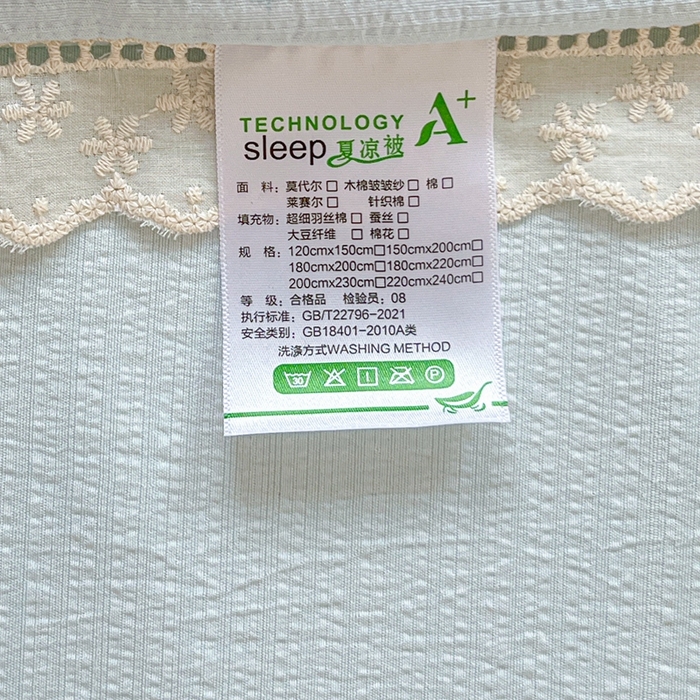 TECHNOLOGY A+
sleep 夏凉被
面 料: 莫代尔□ 木棉皱皱纱□ 棉□
莱赛尔□ 针织棉□
填充物: 超细羽丝棉□ 蚕丝□
大豆纤维 □ 棉花□
规 格: 120cmx150cm□150cmx200cm□
180cmx200cm□180cmx220cm□
200cmx230cm□220cmx240cm□
等 级: 合格品 检验员: 08
执行标准: GB/T22796-2021
安全类别: GB18401-2010A类
洗涤方式WASHING METHOD
30 P